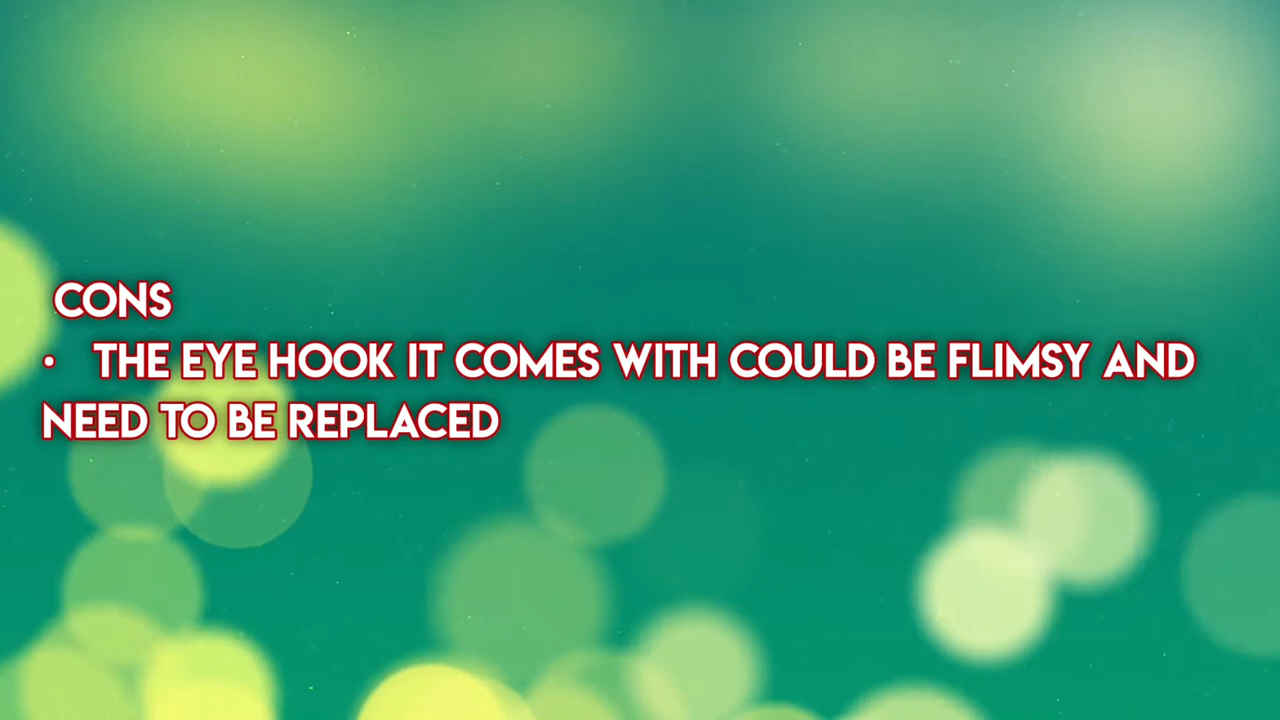 CONS
• THE EYE HOOK IT COMES WITH COULD BE FLIMSY AND
NEED TO BE REPLACED